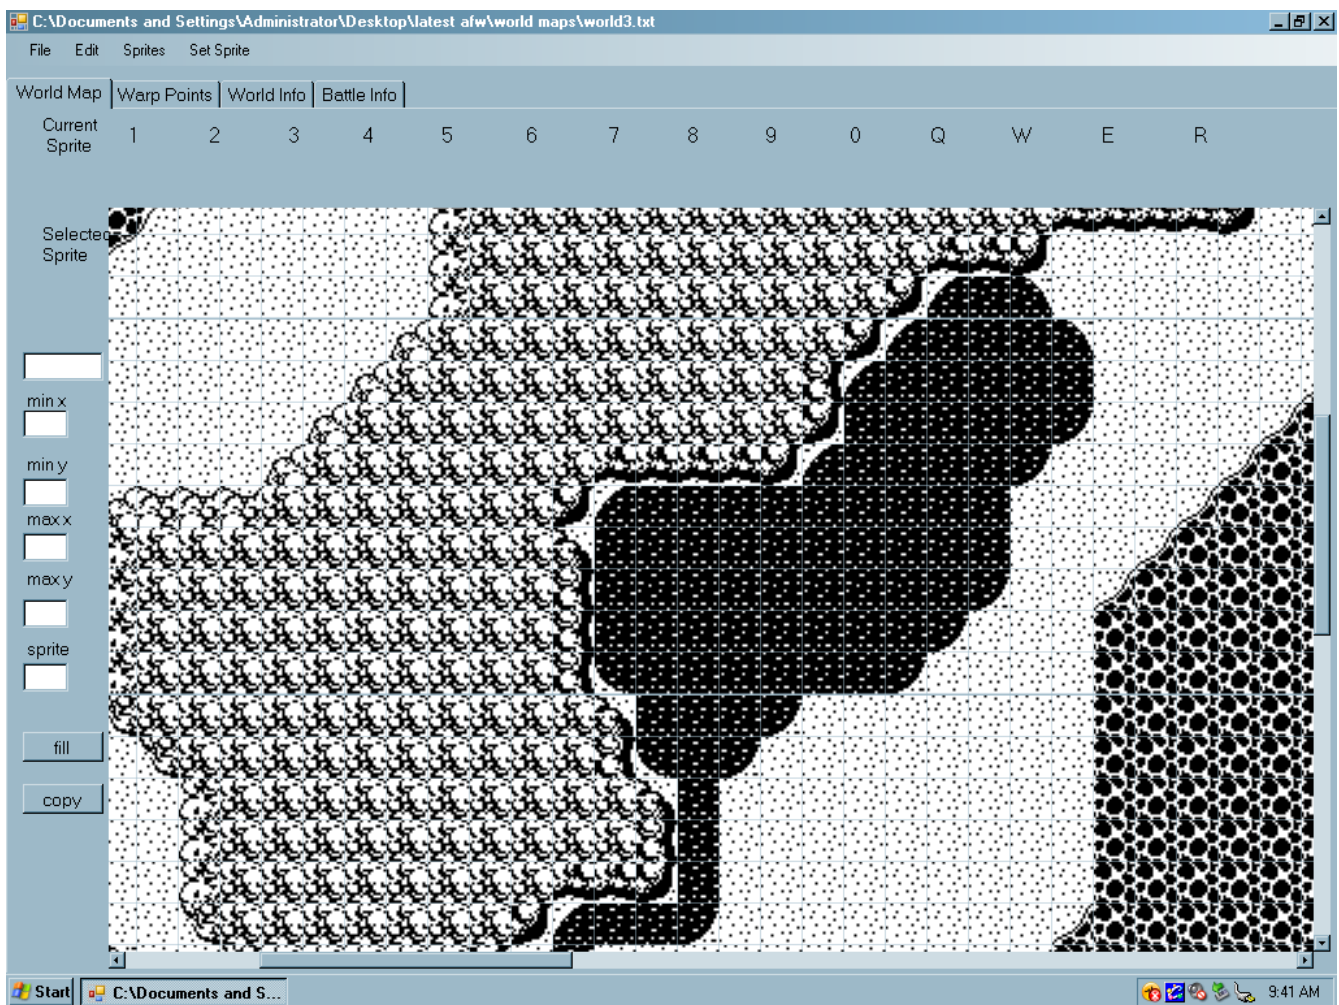 C:\Documents and Settings\Administrator\Desktop\latest afw\world maps\world3.txt
File Edit Sprites Set Sprite
World Map Warp Points World Info Battle Info
Current Sprite 1 2 3 4 5 6 7 8 9 0 Q W E R
Selected
Sprite
min x
min y
max x
max y
sprite
fill
copy
Start C:\Documents and S... 9:41 AM